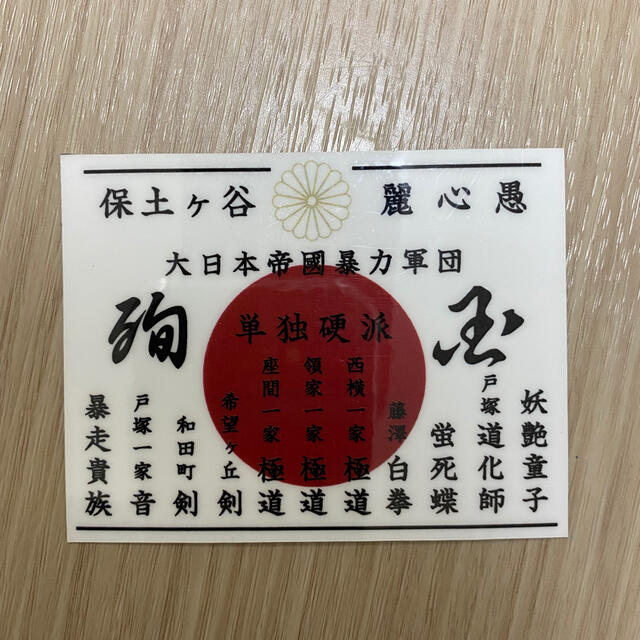 保土ヶ谷 麗心愚
大日本帝國暴力軍団
殉国
単独硬派
妖艶童子
戸塚道化師
蛍死蝶
藤澤白拳
西横一家極道
領家一家極道
座間一家極道
希望ヶ丘剣
和田町剣
戸塚一家音
暴走貴族